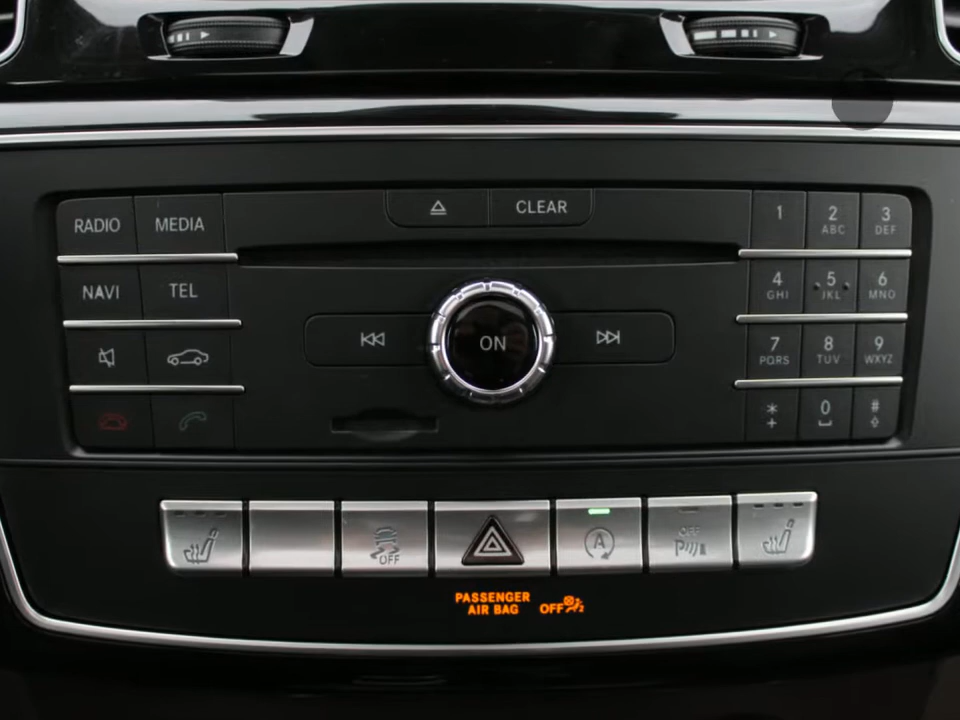 RADIO MEDIA
CLEAR
1 2 3
ABC DEF
NAVI TEL
4 5 6
GHI JKL MNO
ON
7 8 9
PQRS TUV WXYZ
* 0 #
+
OFF
A
OFF
P
PASSENGER
AIR BAG OFF